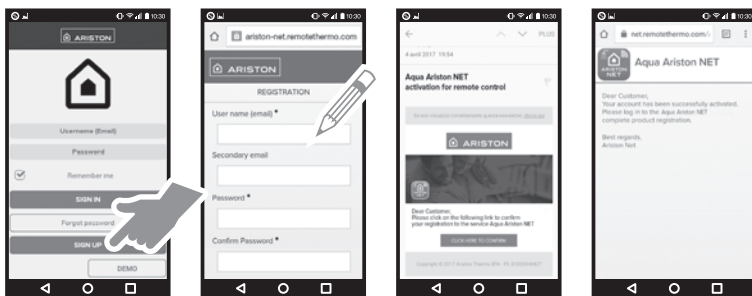 10:30
ARISTON
Username (Email)
Password
Remember me
SIGN IN
Forgot password
SIGN UP
DEMO
10:30
ariston-net.remotethermo.com
ARISTON
REGISTRATION
User name (email) *
Secondary email
Password *
Confirm Password *
10:30
PLUS
4 avril 2017 19:54
Aqua Ariston NET
activation for remote control
ARISTON
Dear Customer,
Please click on the following link to confirm
your registration to the service Aqua Ariston NET
CLICK HERE TO CONFIRM
10:30
net.remotethermo.com/
ARISTON
NET
Aqua Ariston NET
Dear Customer,
Your account has been successfully activated.
Please log in to the Aqua Ariston NET
complete product registration.
Best regards,
Ariston Net